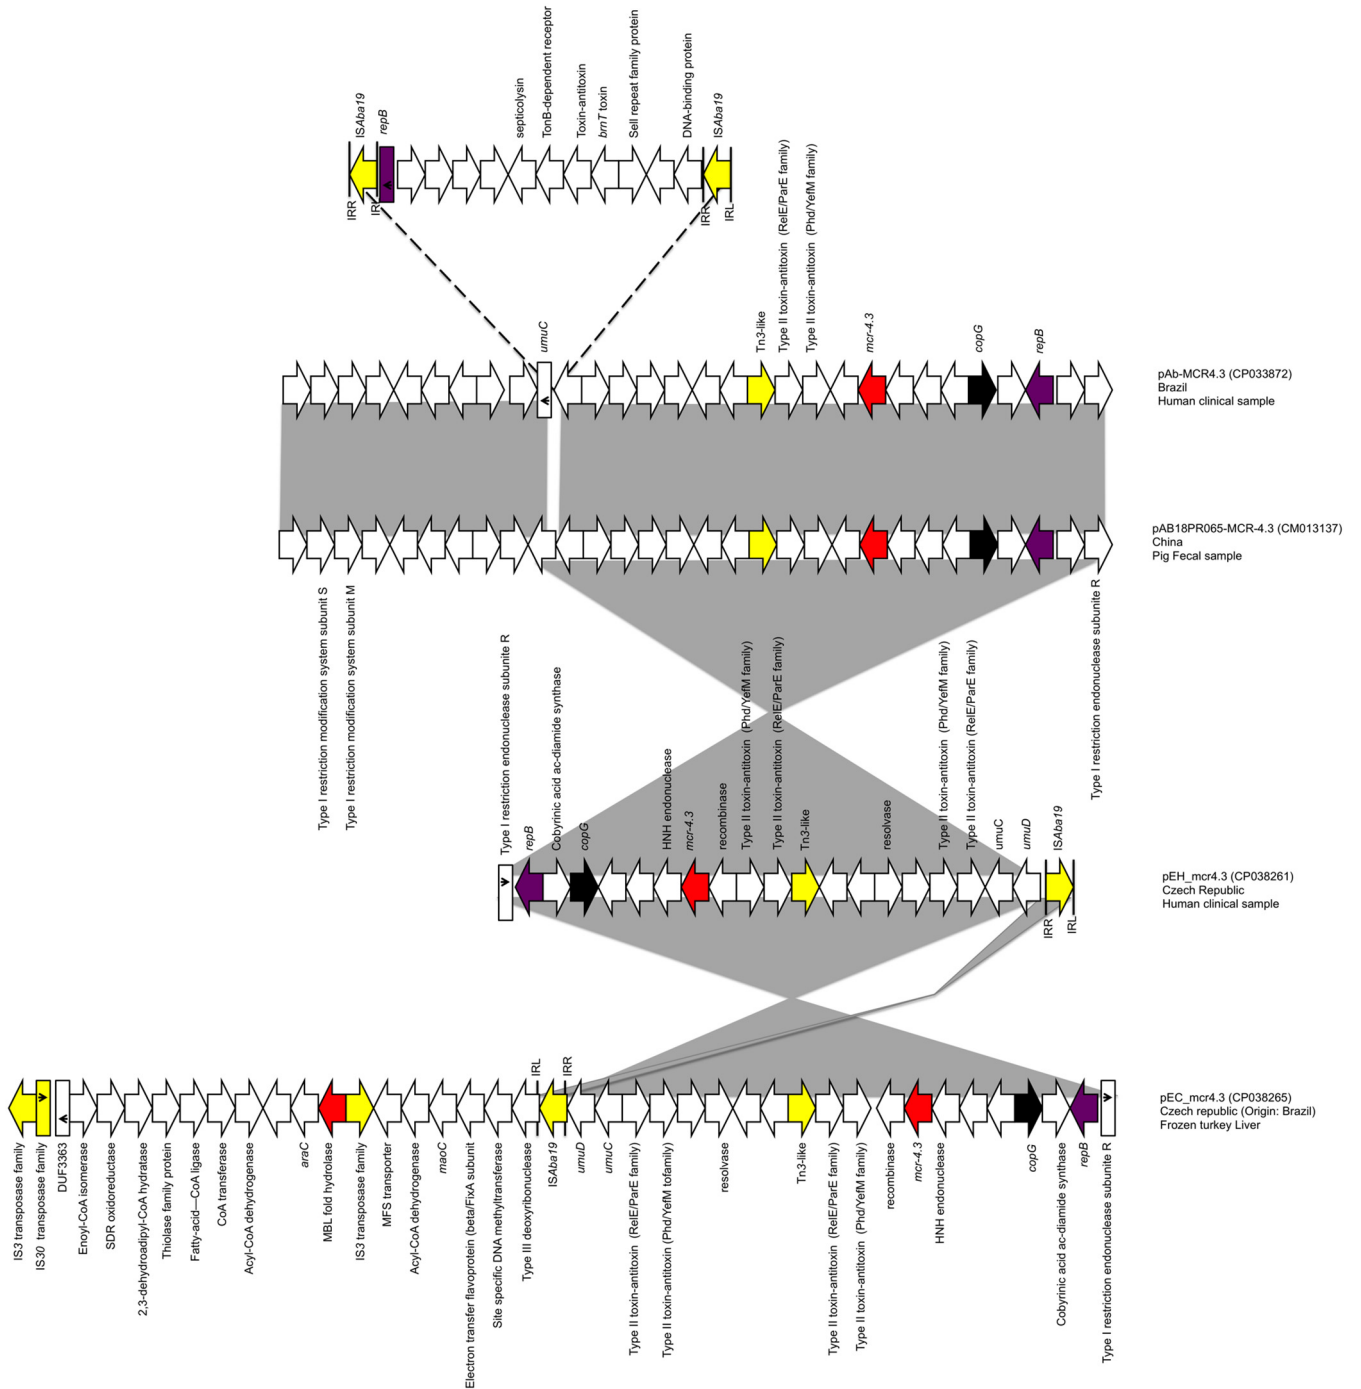 ISAba19
repB
septicolysin
TonB-dependent receptor
Toxin-antitoxin
brnT toxin
Sell repeat family protein
DNA-binding protein
ISAba19
IRR
IRL
IRR
IRL
umuC
Tn3-like
Type II toxin-antitoxin (RelE/ParE family)
Type II toxin-antitoxin (Phd/YefM family)
mcr-4.3
copG
repB
pAb-MCR4.3 (CP033872)
Brazil
Human clinical sample
pAB18PR065-MCR-4.3 (CM013137)
China
Pig Fecal sample
Type I restriction modification system subunit S
Type I restriction modification system subunit M
Type I restriction endonuclease subunite R
Type I restriction endonuclease subunite R
repB
Cobyrinic acid ac-diamide synthase
copG
HNH endonuclease
mcr-4.3
recombinase
Type II toxin-antitoxin (Phd/YefM family)
Type II toxin-antitoxin (RelE/ParE family)
Tn3-like
resolvase
Type II toxin-antitoxin (Phd/YefM family)
Type II toxin-antitoxin (RelE/ParE family)
umuC
umuD
ISAba19
IRR
IRL
pEH_mcr4.3 (CP038261)
Czech Republic
Human clinical sample
IRL
IRR
pEC_mcr4.3 (CP038265)
Czech republic (Origin: Brazil)
Frozen turkey Liver
IS3 transposase family
IS30 transposase family
DUF3363
Enoyl-CoA isomerase
SDR oxidoreductase
2,3-dehydroadipyl-CoA hydratase
Thiolase family protein
Fatty-acid—CoA ligase
CoA transferase
Acyl-CoA dehydrogenase
araC
MBL fold hydrolase
IS3 transposase family
MFS transporter
Acyl-CoA dehydrogenase
maoC
Electron transfer flavoprotein (beta/FixA subunit
Site specific DNA methyltransferase
Type III deoxyribonuclease
ISAba19
umuD
umuC
Type II toxin-antitoxin (RelE/ParE family)
Type II toxin-antitoxin (Phd/YefM tofamily)
resolvase
Tn3-like
Type II toxin-antitoxin (RelE/ParE family)
Type II toxin-antitoxin (Phd/YefM family)
recombinase
mcr-4.3
HNH endonuclease
copG
Cobyrinic acid ac-diamide synthase
repB
Type I restriction endonuclease subunite R